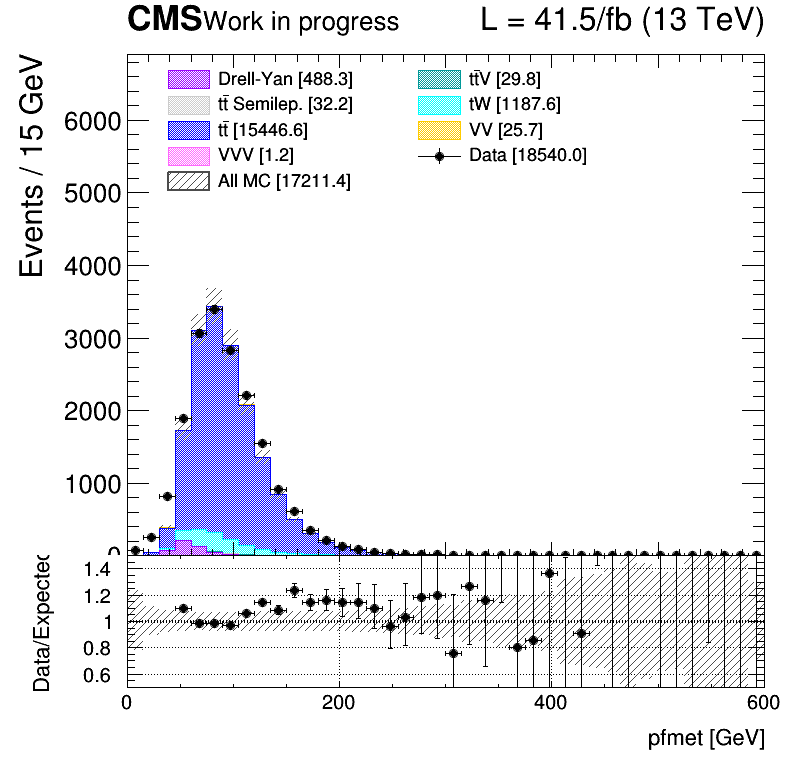 CMS Work in progress L = 41.5/fb (13 TeV)
Events / 15 GeV
Drell-Yan [488.3]
tt̄ Semilep. [32.2]
tt̄ [15446.6]
VVV [1.2]
All MC [17211.4]
tt̄V [29.8]
tW [1187.6]
VV [25.7]
Data [18540.0]
6000
5000
4000
3000
2000
1000
0
Data/Expected
1.4
1.2
1
0.8
0.6
0 200 400 600
pfmet [GeV]